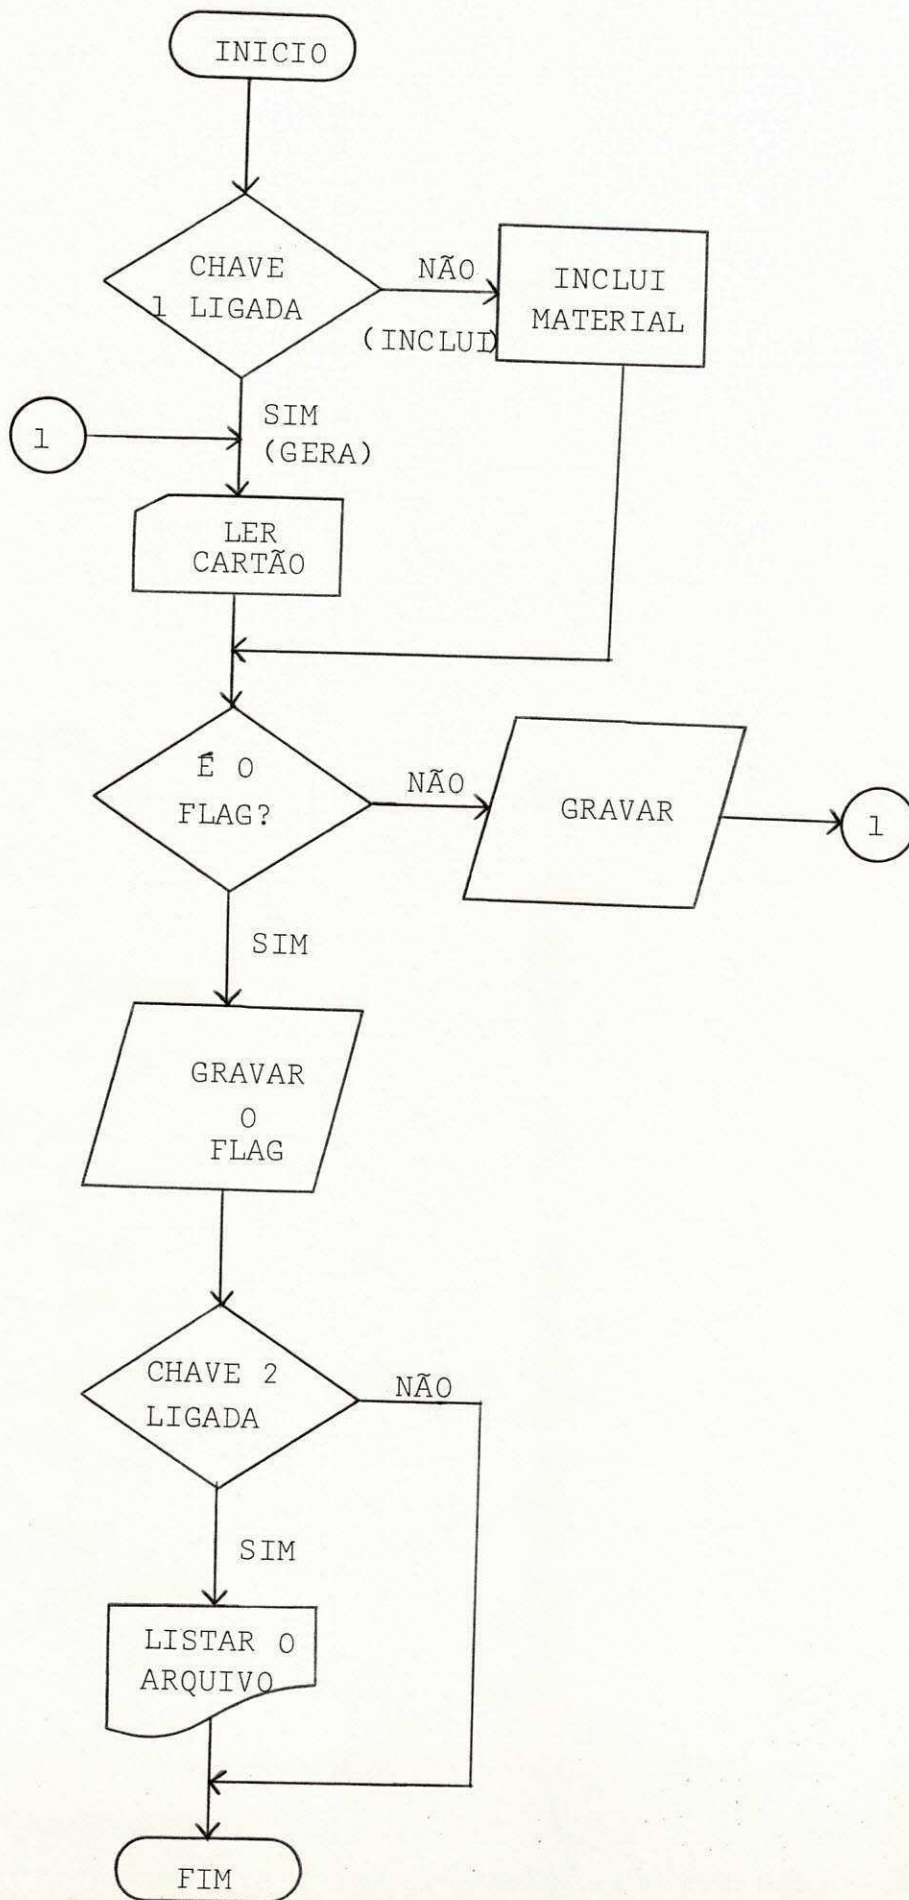 INICIO
CHAVE
1 LIGADA
NÃO
(INCLUI)
INCLUI
MATERIAL
SIM
(GERA)
1
LER
CARTÃO
É O
FLAG?
NÃO
GRAVAR
1
SIM
GRAVAR
O
FLAG
CHAVE 2
LIGADA
NÃO
SIM
LISTAR O
ARQUIVO
FIM